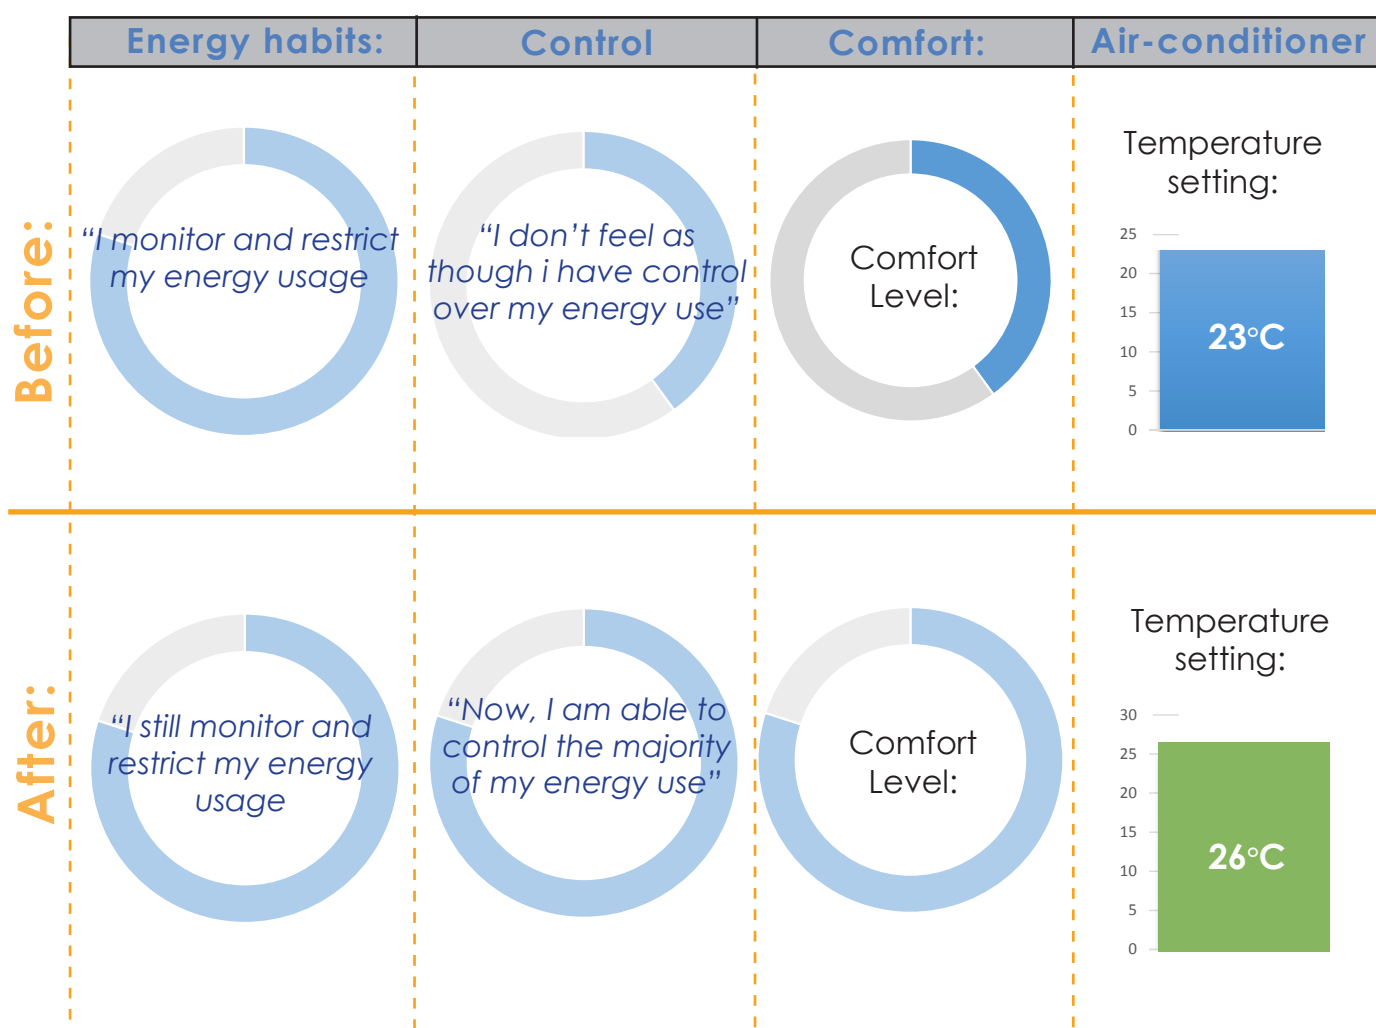 Energy habits:
Control
Comfort:
Air-conditioner
Before:
“I monitor and restrict
my energy usage
“I don’t feel as
though i have control
over my energy use”
Comfort
Level:
Temperature
setting:
25
20
15
10
5
0
23°C
After:
“I still monitor and
restrict my energy
usage
“Now, I am able to
control the majority
of my energy use”
Comfort
Level:
Temperature
setting:
30
25
20
15
10
5
0
26°C